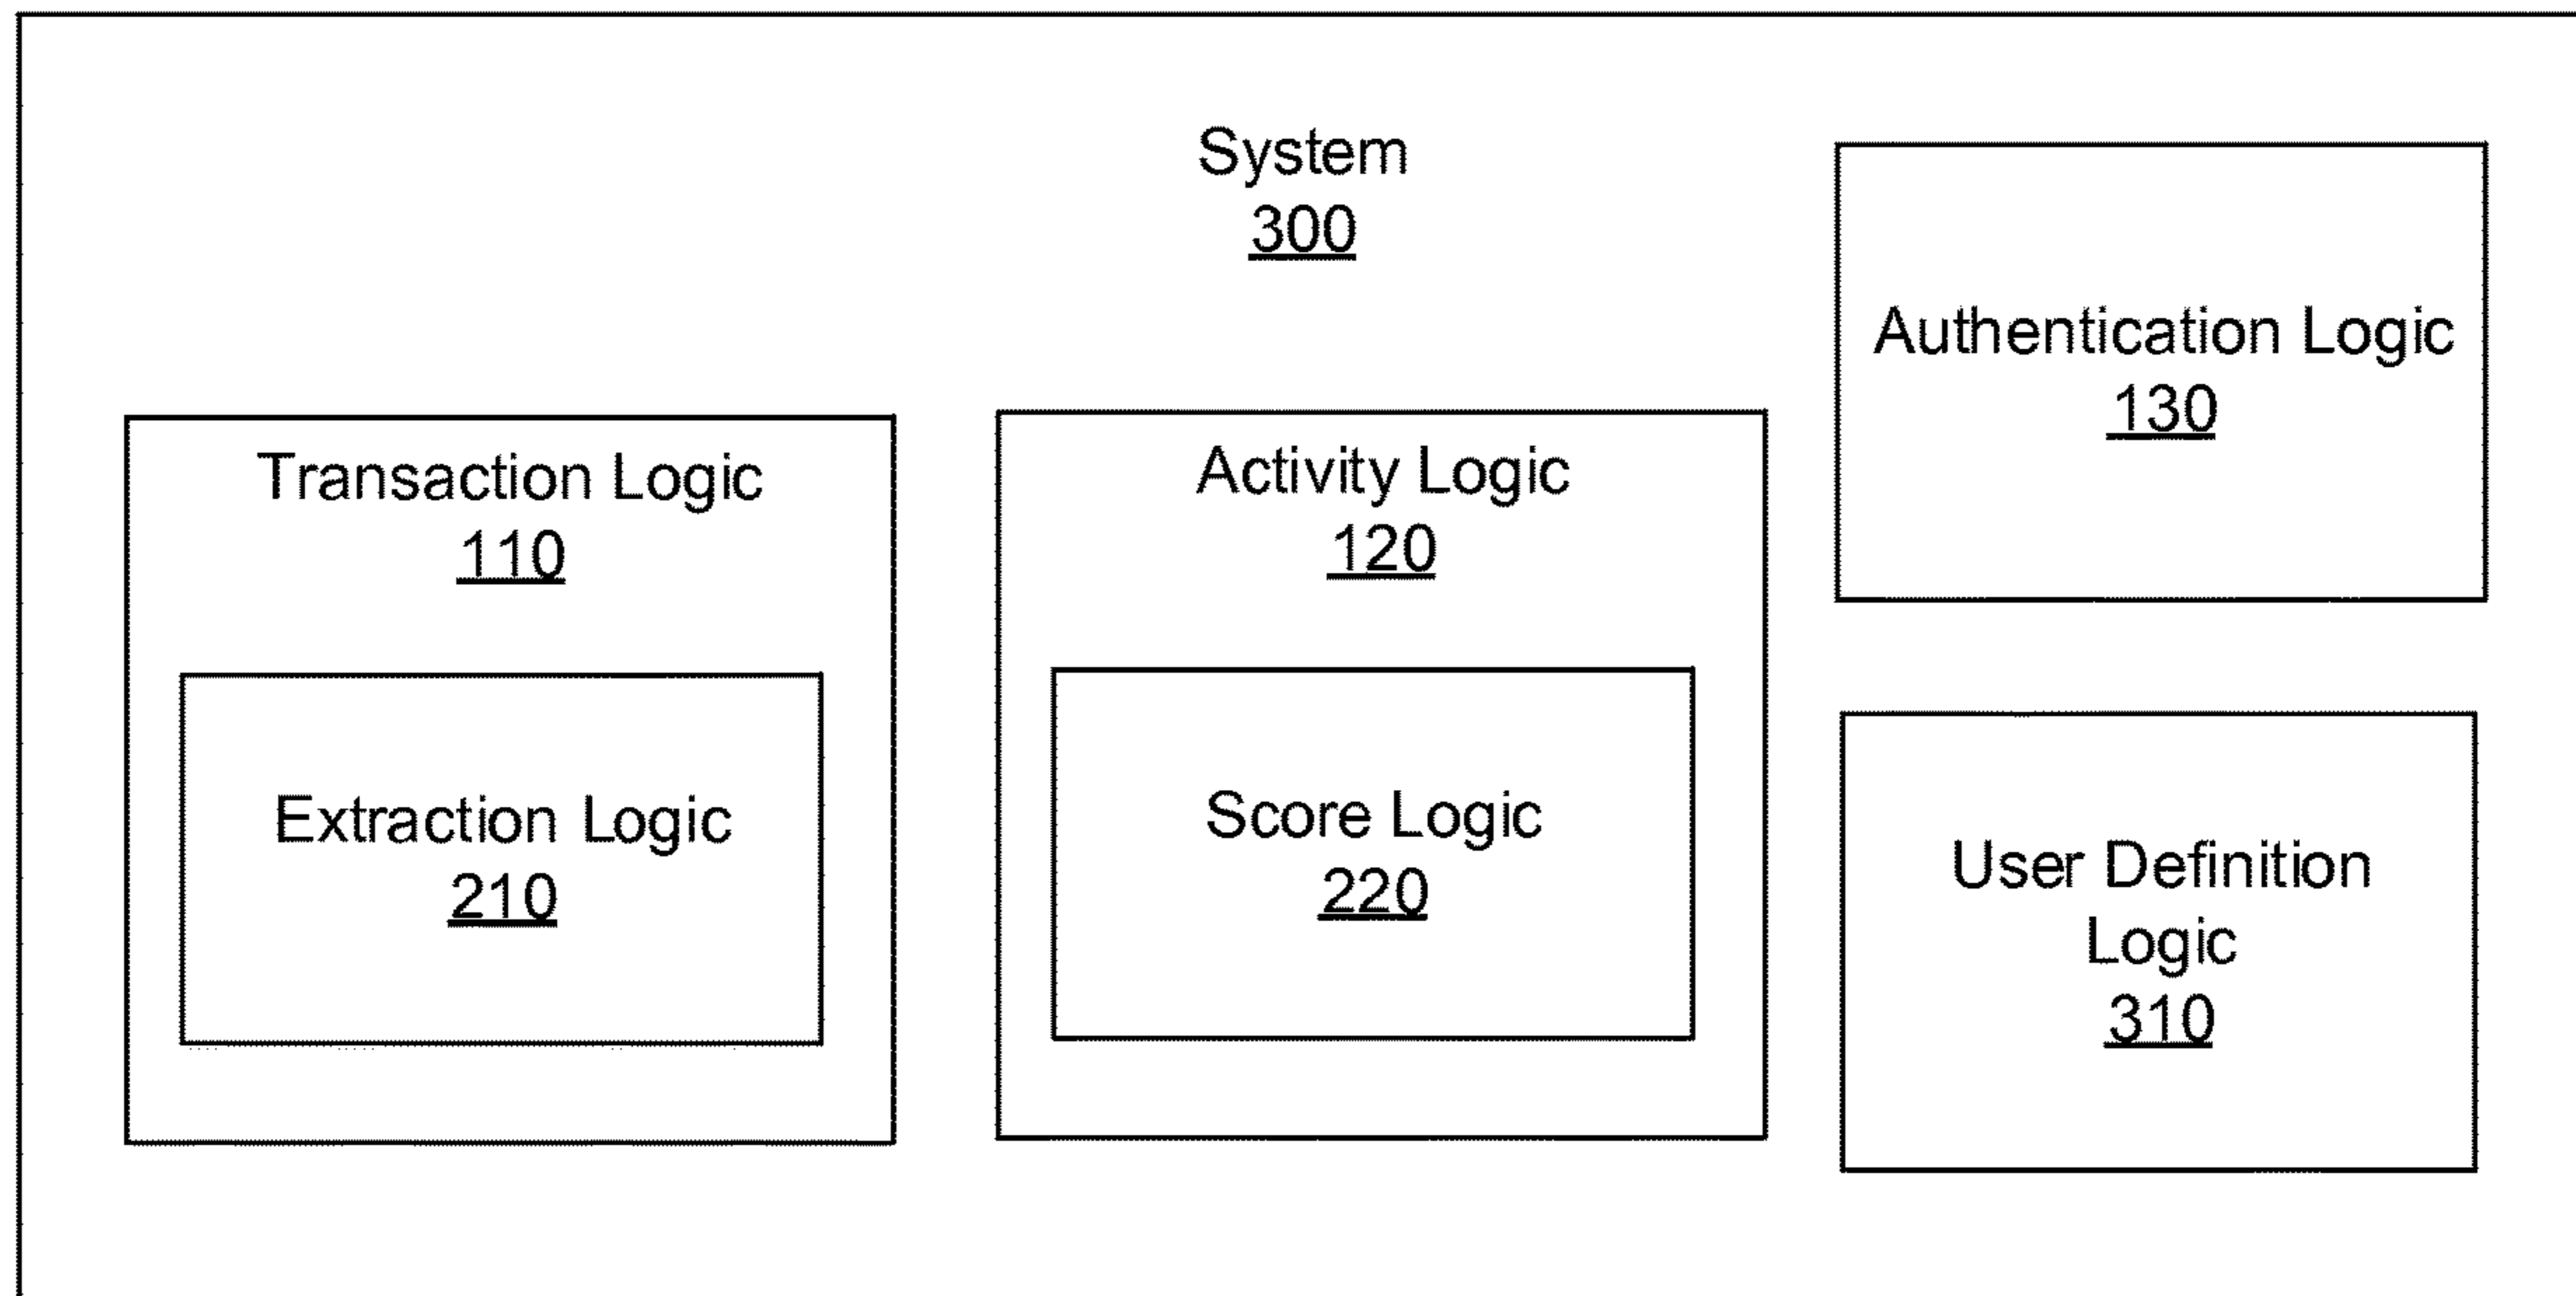 System
300
Transaction Logic
110
Extraction Logic
210
Activity Logic
120
Score Logic
220
Authentication Logic
130
User Definition
Logic
310